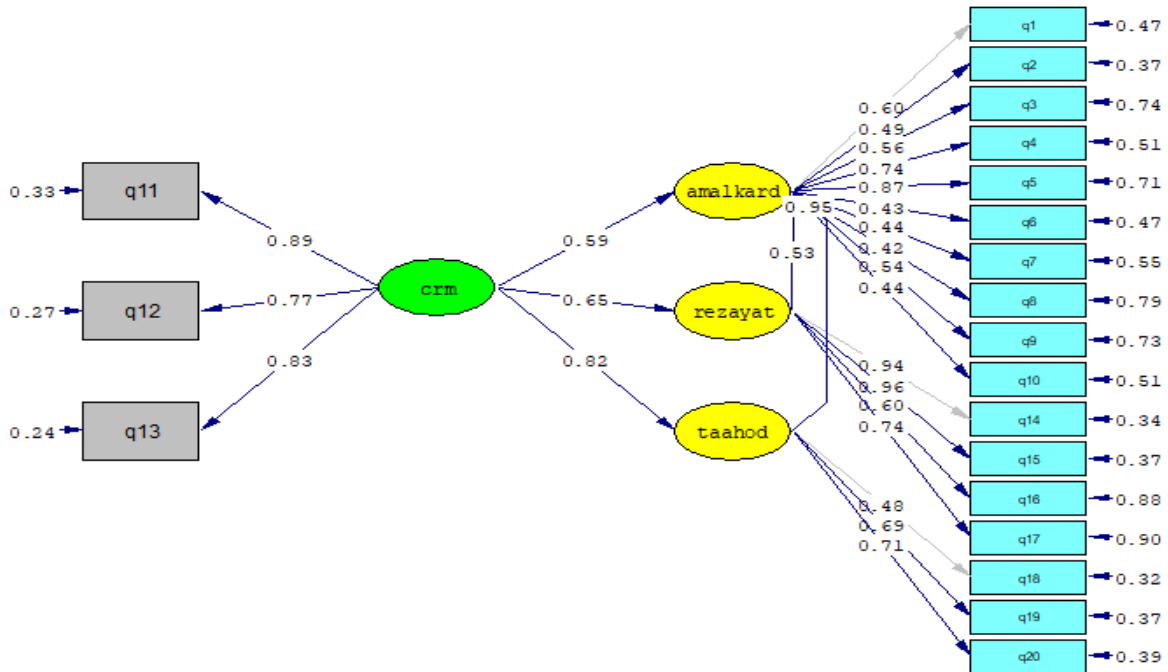 0.33 q11
0.27 q12
0.24 q13
0.89
0.77
0.83
crm
0.59
0.65
0.82
amalkard
rezayat
taahod
0.95
0.53
0.60
0.49
0.56
0.74
0.87
0.43
0.44
0.42
0.54
0.44
0.94
0.96
0.60
0.74
0.48
0.69
0.71
q1 0.47
q2 0.37
q3 0.74
q4 0.51
q5 0.71
q6 0.47
q7 0.55
q8 0.79
q9 0.73
q10 0.51
q14 0.34
q15 0.37
q16 0.88
q17 0.90
q18 0.32
q19 0.37
q20 0.39